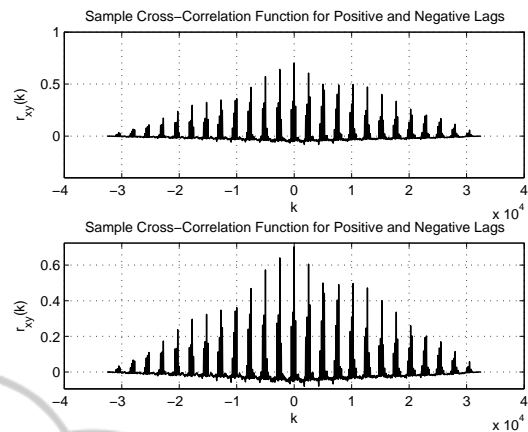 Sample Cross−Correlation Function for Positive and Negative Lags
1
0.5
0
r_xy(k)
−4 −3 −2 −1 0 1 2 3 4
k
x 10^4
Sample Cross−Correlation Function for Positive and Negative Lags
0.6
0.4
0.2
0
r_xy(k)
−4 −3 −2 −1 0 1 2 3 4
k
x 10^4